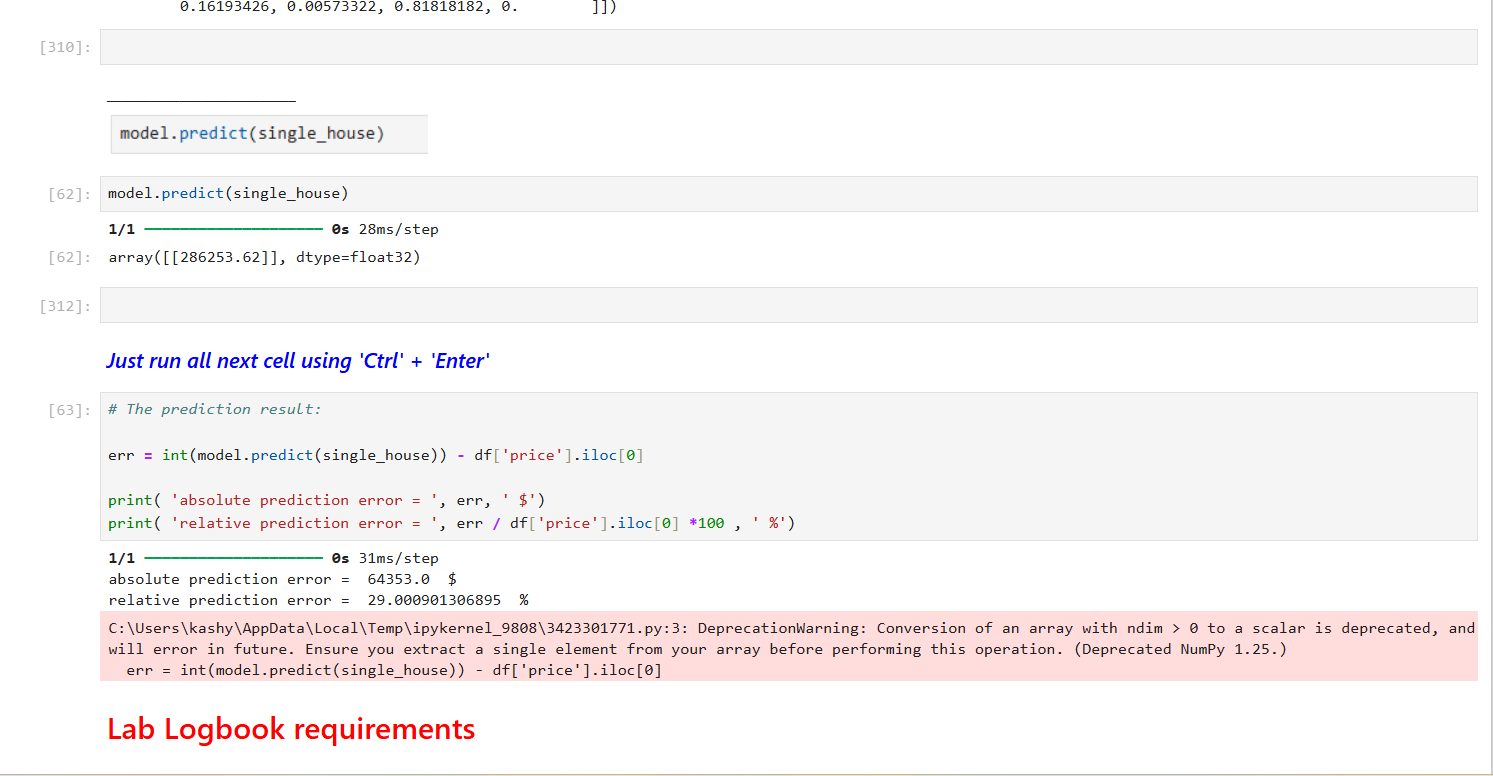 0.16193426, 0.00573322, 0.81818182, 0.        ]])
[310]:
_____________________
model.predict(single_house)
[62]: model.predict(single_house)
1/1 ━━━━━━━━━━━━━━━━━━━━ 0s 28ms/step
[62]: array([[286253.62]], dtype=float32)
[312]:
Just run all next cell using 'Ctrl' + 'Enter'
[63]: # The prediction result:
err = int(model.predict(single_house)) - df['price'].iloc[0]
print( 'absolute prediction error = ', err, ' $')
print( 'relative prediction error = ', err / df['price'].iloc[0] *100 , ' %')
1/1 ━━━━━━━━━━━━━━━━━━━━ 0s 31ms/step
absolute prediction error =  64353.0  $
relative prediction error =  29.000901306895  %
C:\Users\kashy\AppData\Local\Temp\ipykernel_9808\3423301771.py:3: DeprecationWarning: Conversion of an array with ndim > 0 to a scalar is deprecated, and
will error in future. Ensure you extract a single element from your array before performing this operation. (Deprecated NumPy 1.25.)
  err = int(model.predict(single_house)) - df['price'].iloc[0]
Lab Logbook requirements